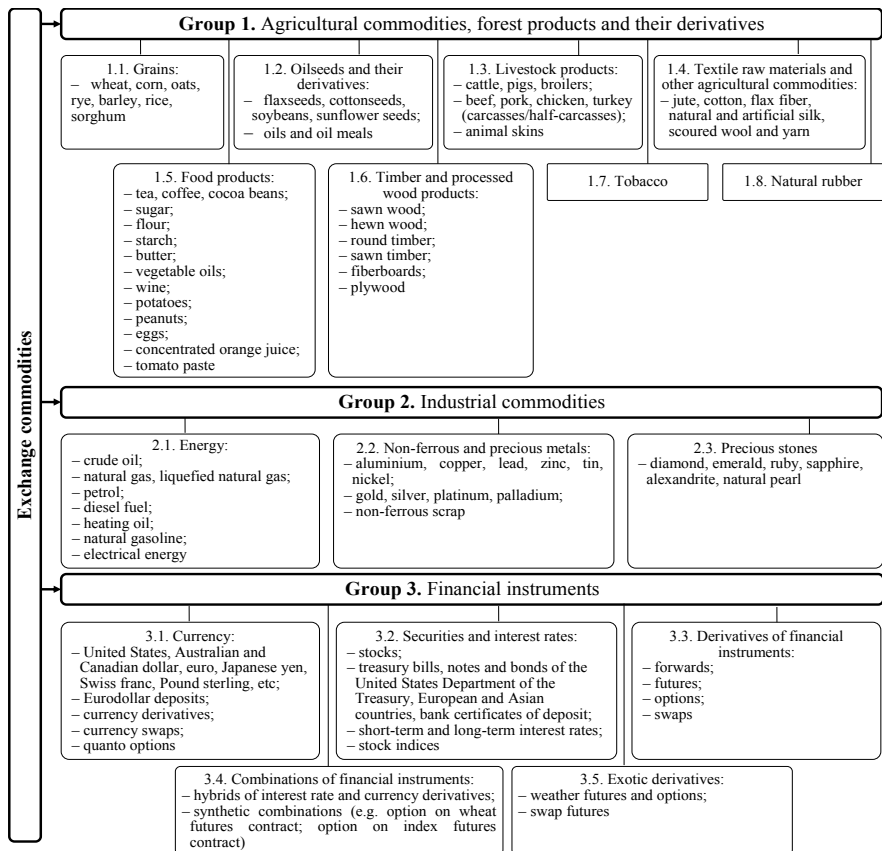 Exchange commodities
Group 1. Agricultural commodities, forest products and their derivatives
1.1. Grains:
– wheat, corn, oats,
rye, barley, rice,
sorghum
1.2. Oilseeds and their
derivatives:
– flaxseeds, cottonseeds,
soybeans, sunflower seeds;
– oils and oil meals
1.3. Livestock products:
– cattle, pigs, broilers;
– beef, pork, chicken, turkey
(carcasses/half-carcasses);
– animal skins
1.4. Textile raw materials and
other agricultural commodities:
– jute, cotton, flax fiber,
natural and artificial silk,
scoured wool and yarn
1.5. Food products:
– tea, coffee, cocoa beans;
– sugar;
– flour;
– starch;
– butter;
– vegetable oils;
– wine;
– potatoes;
– peanuts;
– eggs;
– concentrated orange juice;
– tomato paste
1.6. Timber and processed
wood products:
– sawn wood;
– hewn wood;
– round timber;
– sawn timber;
– fiberboards;
– plywood
1.7. Tobacco
1.8. Natural rubber
Group 2. Industrial commodities
2.1. Energy:
– crude oil;
– natural gas, liquefied natural gas;
– petrol;
– diesel fuel;
– heating oil;
– natural gasoline;
– electrical energy
2.2. Non-ferrous and precious metals:
– aluminium, copper, lead, zinc, tin,
nickel;
– gold, silver, platinum, palladium;
– non-ferrous scrap
2.3. Precious stones
– diamond, emerald, ruby, sapphire,
alexandrite, natural pearl
Group 3. Financial instruments
3.1. Currency:
– United States, Australian and
Canadian dollar, euro, Japanese yen,
Swiss franc, Pound sterling, etc;
– Eurodollar deposits;
– currency derivatives;
– currency swaps;
– quanto options
3.2. Securities and interest rates:
– stocks;
– treasury bills, notes and bonds of the
United States Department of the
Treasury, European and Asian
countries, bank certificates of deposit;
– short-term and long-term interest rates;
– stock indices
3.3. Derivatives of financial
instruments:
– forwards;
– futures;
– options;
– swaps
3.4. Combinations of financial instruments:
– hybrids of interest rate and currency derivatives;
– synthetic combinations (e.g. option on wheat
futures contract; option on index futures
contract)
3.5. Exotic derivatives:
– weather futures and options;
– swap futures